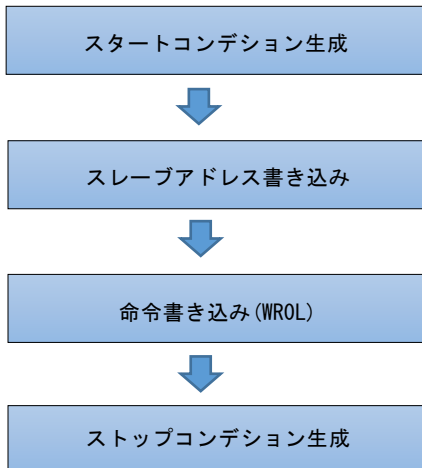 スタートコンデション生成
スレーブアドレス書き込み
命令書き込み(WROL)
ストップコンデション生成